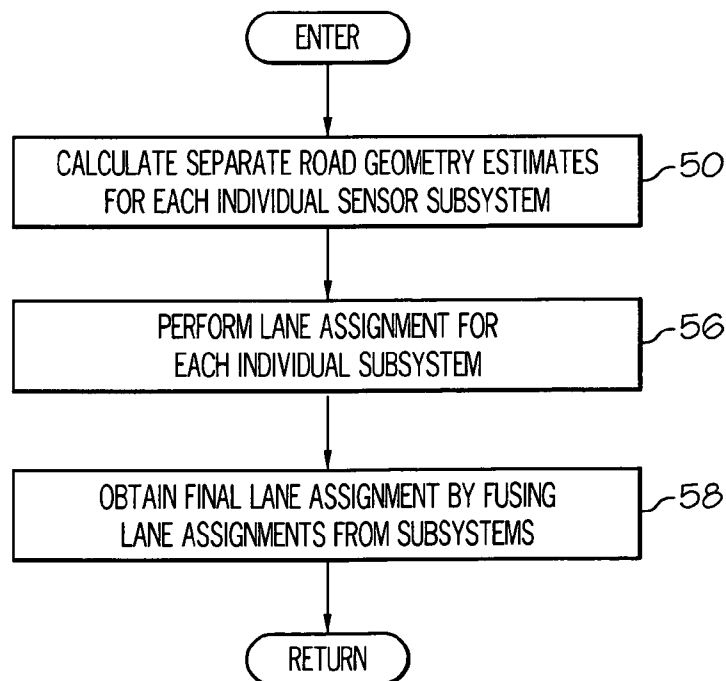 ENTER
CALCULATE SEPARATE ROAD GEOMETRY ESTIMATES
FOR EACH INDIVIDUAL SENSOR SUBSYSTEM
50
PERFORM LANE ASSIGNMENT FOR
EACH INDIVIDUAL SUBSYSTEM
56
OBTAIN FINAL LANE ASSIGNMENT BY FUSING
LANE ASSIGNMENTS FROM SUBSYSTEMS
58
RETURN